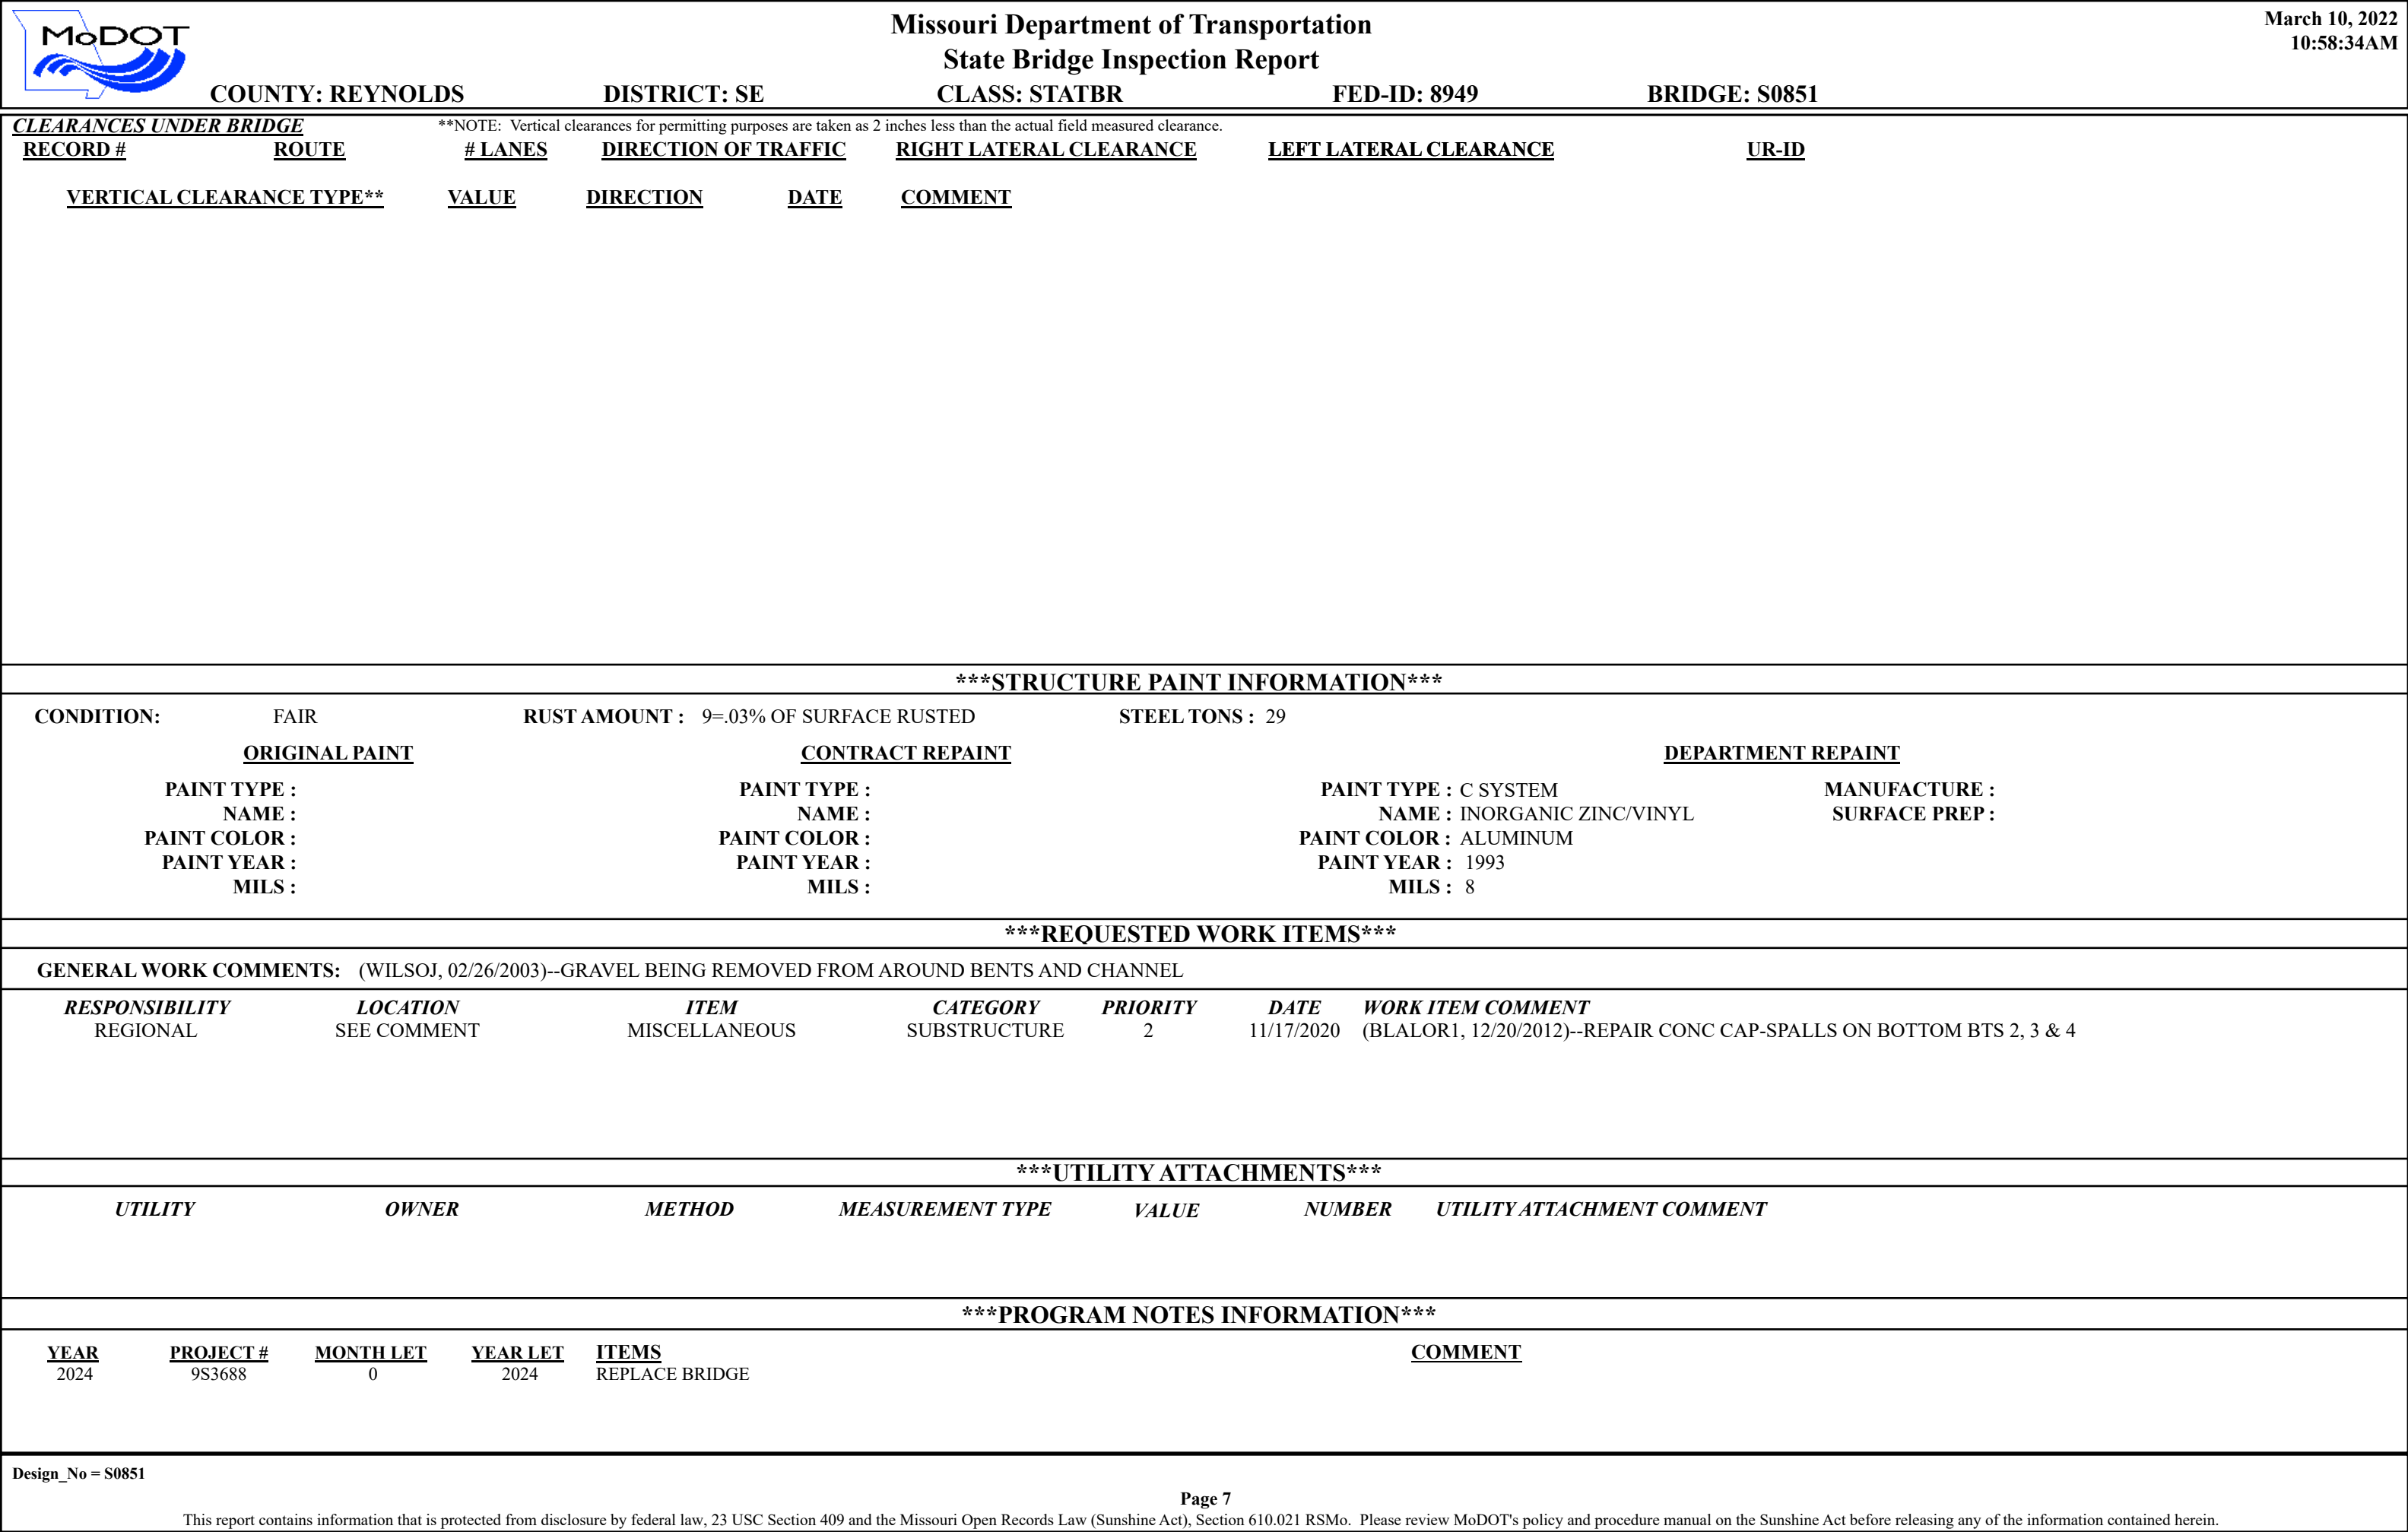 MoDOT
Missouri Department of Transportation
State Bridge Inspection Report
March 10, 2022
10:58:34AM
COUNTY: REYNOLDS DISTRICT: SE CLASS: STATBR FED-ID: 8949 BRIDGE: S0851
CLEARANCES UNDER BRIDGE **NOTE: Vertical clearances for permitting purposes are taken as 2 inches less than the actual field measured clearance.
RECORD # ROUTE # LANES DIRECTION OF TRAFFIC RIGHT LATERAL CLEARANCE LEFT LATERAL CLEARANCE UR-ID
VERTICAL CLEARANCE TYPE** VALUE DIRECTION DATE COMMENT
***STRUCTURE PAINT INFORMATION***
CONDITION: FAIR RUST AMOUNT : 9=.03% OF SURFACE RUSTED STEEL TONS : 29
ORIGINAL PAINT CONTRACT REPAINT DEPARTMENT REPAINT
PAINT TYPE : PAINT TYPE : PAINT TYPE : C SYSTEM MANUFACTURE :
NAME : NAME : NAME : INORGANIC ZINC/VINYL SURFACE PREP :
PAINT COLOR : PAINT COLOR : PAINT COLOR : ALUMINUM
PAINT YEAR : PAINT YEAR : PAINT YEAR : 1993
MILS : MILS : MILS : 8
***REQUESTED WORK ITEMS***
GENERAL WORK COMMENTS: (WILSOJ, 02/26/2003)--GRAVEL BEING REMOVED FROM AROUND BENTS AND CHANNEL
RESPONSIBILITY LOCATION ITEM CATEGORY PRIORITY DATE WORK ITEM COMMENT
REGIONAL SEE COMMENT MISCELLANEOUS SUBSTRUCTURE 2 11/17/2020 (BLALOR1, 12/20/2012)--REPAIR CONC CAP-SPALLS ON BOTTOM BTS 2, 3 & 4
***UTILITY ATTACHMENTS***
UTILITY OWNER METHOD MEASUREMENT TYPE VALUE NUMBER UTILITY ATTACHMENT COMMENT
***PROGRAM NOTES INFORMATION***
YEAR PROJECT # MONTH LET YEAR LET ITEMS COMMENT
2024 9S3688 0 2024 REPLACE BRIDGE
Design_No = S0851
Page 7
This report contains information that is protected from disclosure by federal law, 23 USC Section 409 and the Missouri Open Records Law (Sunshine Act), Section 610.021 RSMo. Please review MoDOT's policy and procedure manual on the Sunshine Act before releasing any of the information contained herein.